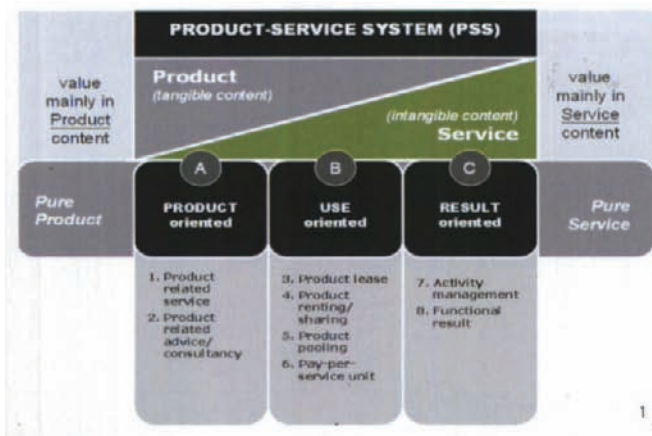 PRODUCT-SERVICE SYSTEM (PSS)
value
mainly in
Product
content
Product
(tangible content)
(intangible content)
Service
value
mainly in
Service
content
Pure
Product
A
PRODUCT
oriented
B
USE
oriented
C
RESULT
oriented
Pure
Service
1. Product
related
service
2. Product
related
advice/
consultancy
3. Product lease
4. Product
renting/
sharing
5. Product
pooling
6. Pay-per-
service unit
7. Activity
management
8. Functional
result
1